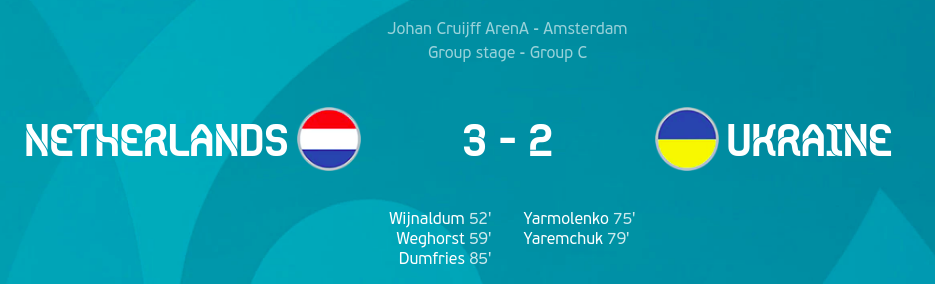 Johan Cruijff ArenA - Amsterdam
Group stage - Group C
NETHERLANDS 3 - 2 UKRAINE
Wijnaldum 52' Yarmolenko 75'
Weghorst 59' Yaremchuk 79'
Dumfries 85'